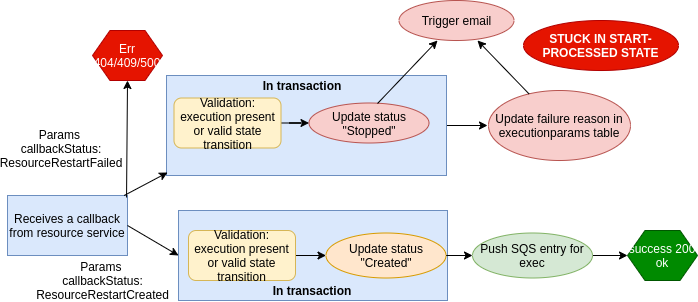 Trigger email
STUCK IN START-
PROCESSED STATE
Err
404/409/500
In transaction
Validation:
execution present
or valid state
transition
Update status
"Stopped"
Update failure reason in
executionparams table
Params
callbackStatus:
ResourceRestartFailed
Receives a callback
from resource service
Validation:
execution present
or valid state
transition
Update status
"Created"
Push SQS entry for
exec
success 200
ok
Params
callbackStatus:
ResourceRestartCreated
In transaction